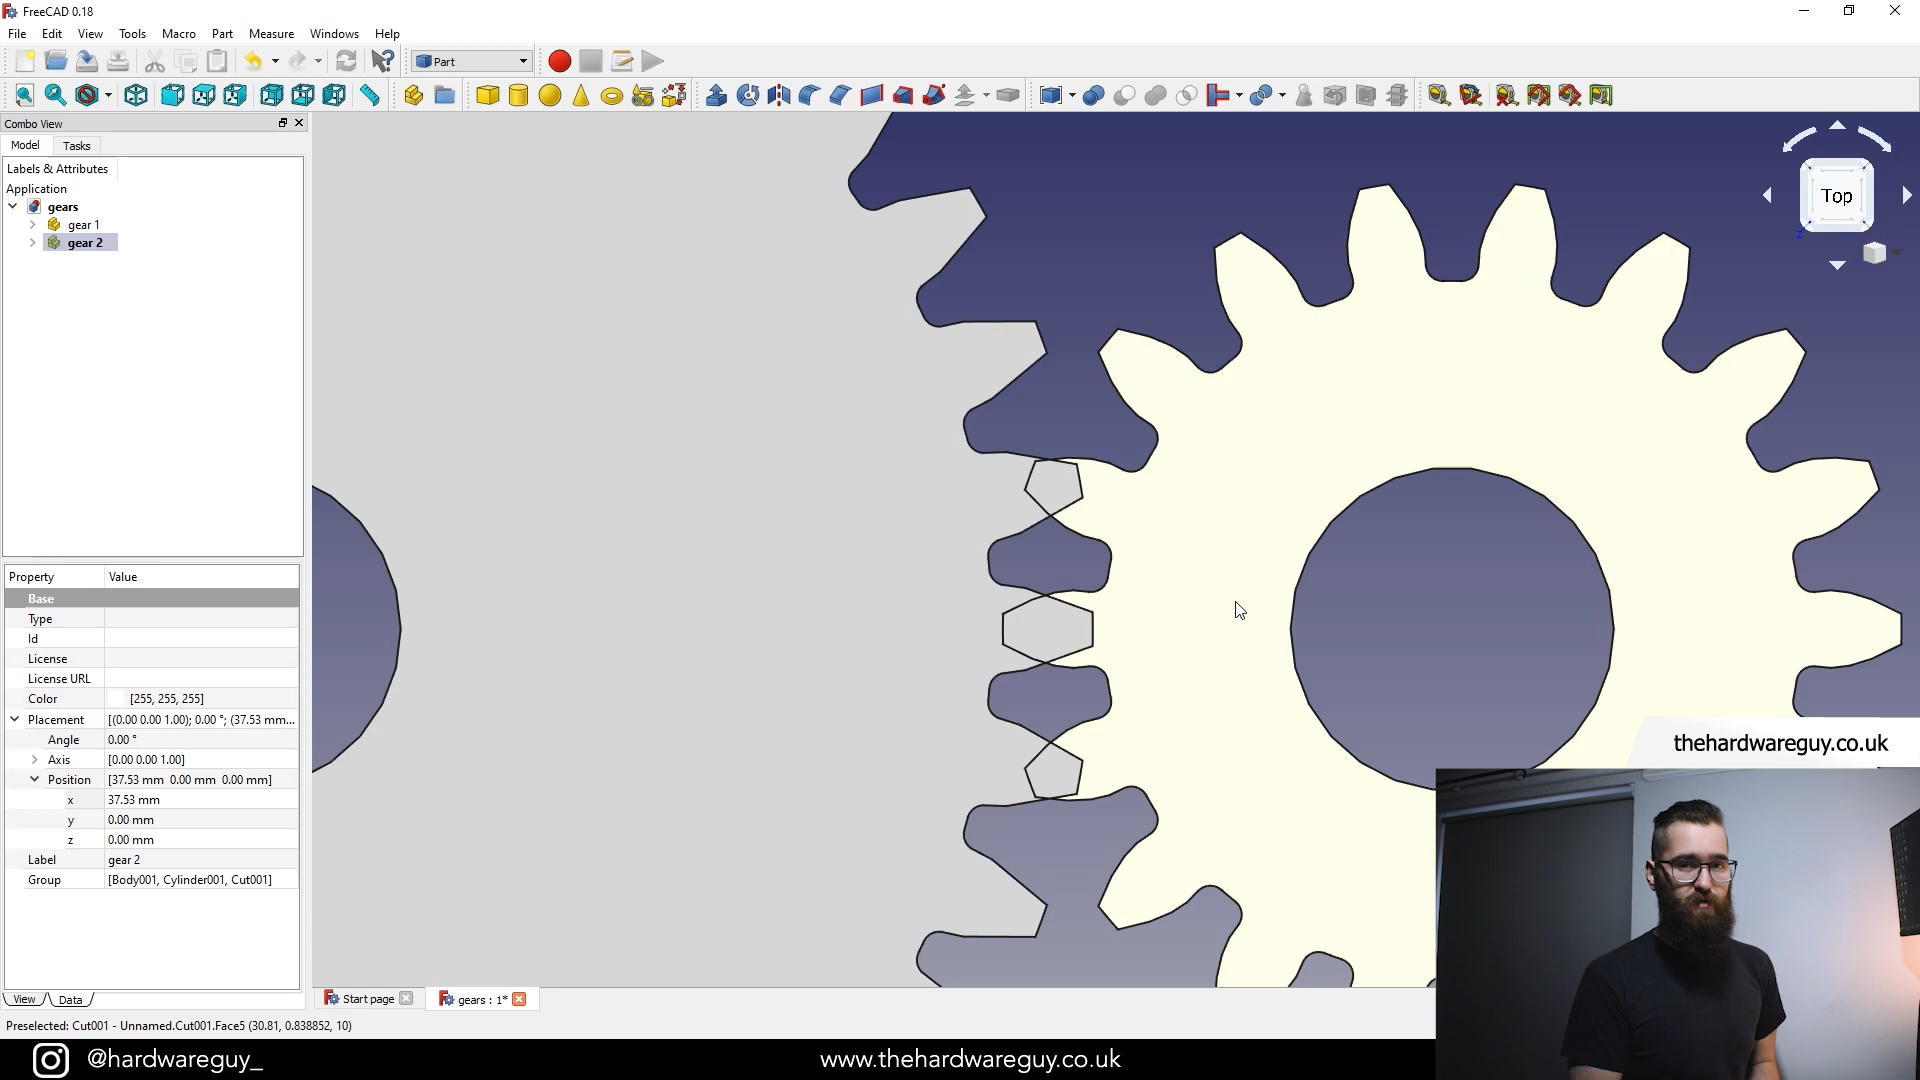 FreeCAD 0.18
File Edit View Tools Macro Part Measure Windows Help
Part
Combo View
Model Tasks
Labels & Attributes
Application
gears
gear 1
gear 2
Property Value
Base
Type
Id
License
License URL
Color [255, 255, 255]
Placement [(0.00 0.00 1.00); 0.00 °; (37.53 mm...
Angle 0.00 °
Axis [0.00 0.00 1.00]
Position [37.53 mm 0.00 mm 0.00 mm]
x 37.53 mm
y 0.00 mm
z 0.00 mm
Label gear 2
Group [Body001, Cylinder001, Cut001]
View Data
Start page
gears : 1*
Preselected: Cut001 - Unnamed.Cut001.Face5 (30.81, 0.838852, 10)
Top
z
thehardwareguy.co.uk
@hardwareguy_
www.thehardwareguy.co.uk